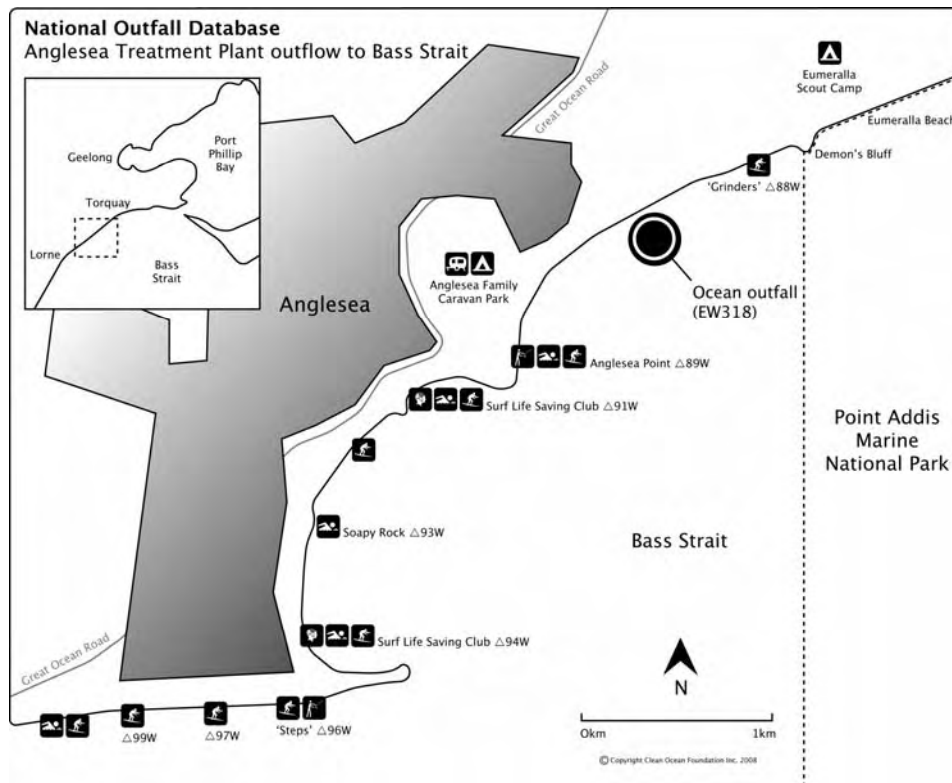 National Outfall Database
Anglesea Treatment Plant outflow to Bass Strait
Great Ocean Road
Eumeralla
Scout Camp
Eumeralla Beach
Demon's Bluff
'Grinders' △88W
Geelong
Port
Phillip
Bay
Torquay
Lorne
Bass
Strait
Anglesea
Anglesea Family
Caravan Park
Ocean outfall
(EW318)
Anglesea Point △89W
Surf Life Saving Club △91W
Point Addis
Marine
National Park
Soapy Rock △93W
Bass Strait
Surf Life Saving Club △94W
Great Ocean Road
N
'Steps' △96W
△99W
△97W
0km
1km
© Copyright Clean Ocean Foundation Inc. 2008